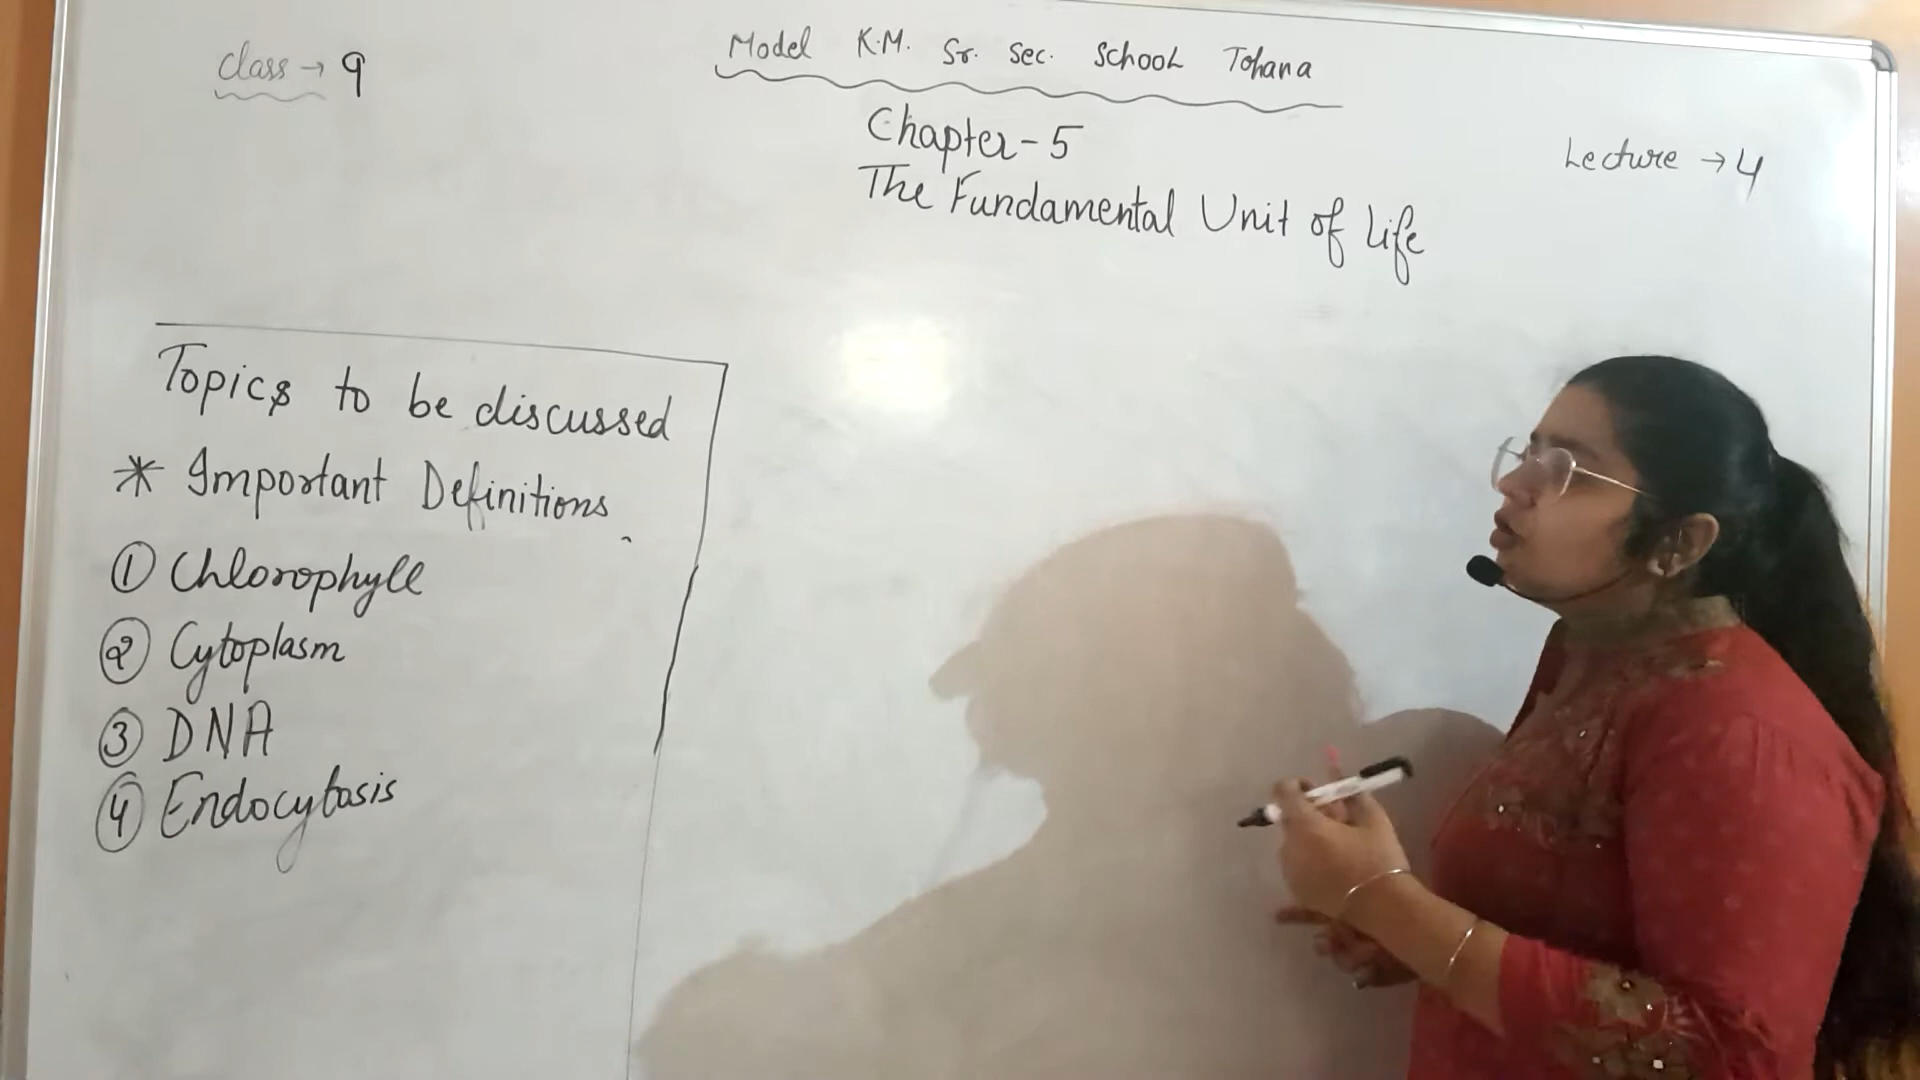 Model K.M. Sr. Sec. School Tohana
Class → 9
Chapter - 5
Lecture → 4
The Fundamental Unit of Life
Topics to be discussed
* Important Definitions
① Chlorophyll
② Cytoplasm
③ DNA
④ Endocytosis